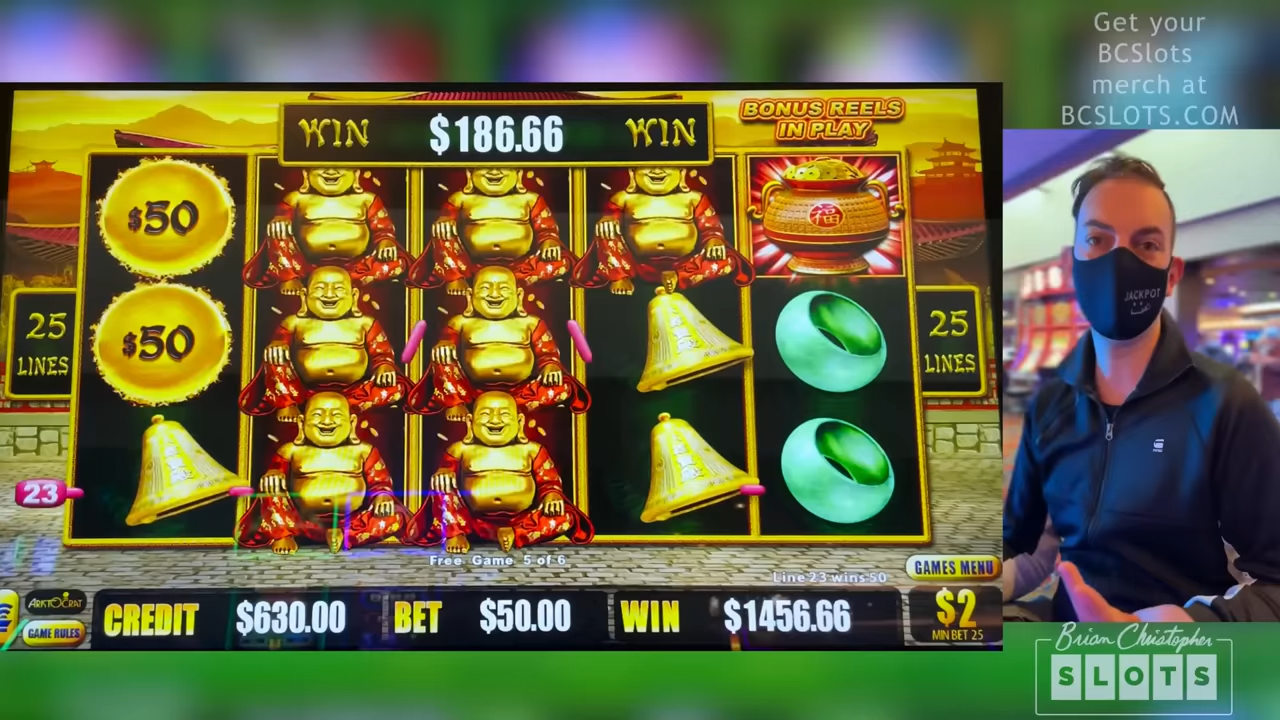 Get your
BCSlots
merch at
BCSLOTS.COM
WIN $186.66 WIN
BONUS REELS
IN PLAY
$50
福
$50
25
LINES
25
LINES
JACKPOT
23
Free Game 5 of 6
Line 23 wins 50
GAMES MENU
ARISTOCRAT
GAME RULES
CREDIT $630.00 BET $50.00 WIN $1456.66
$2
MIN BET 25
Brian Christopher
SLOTS